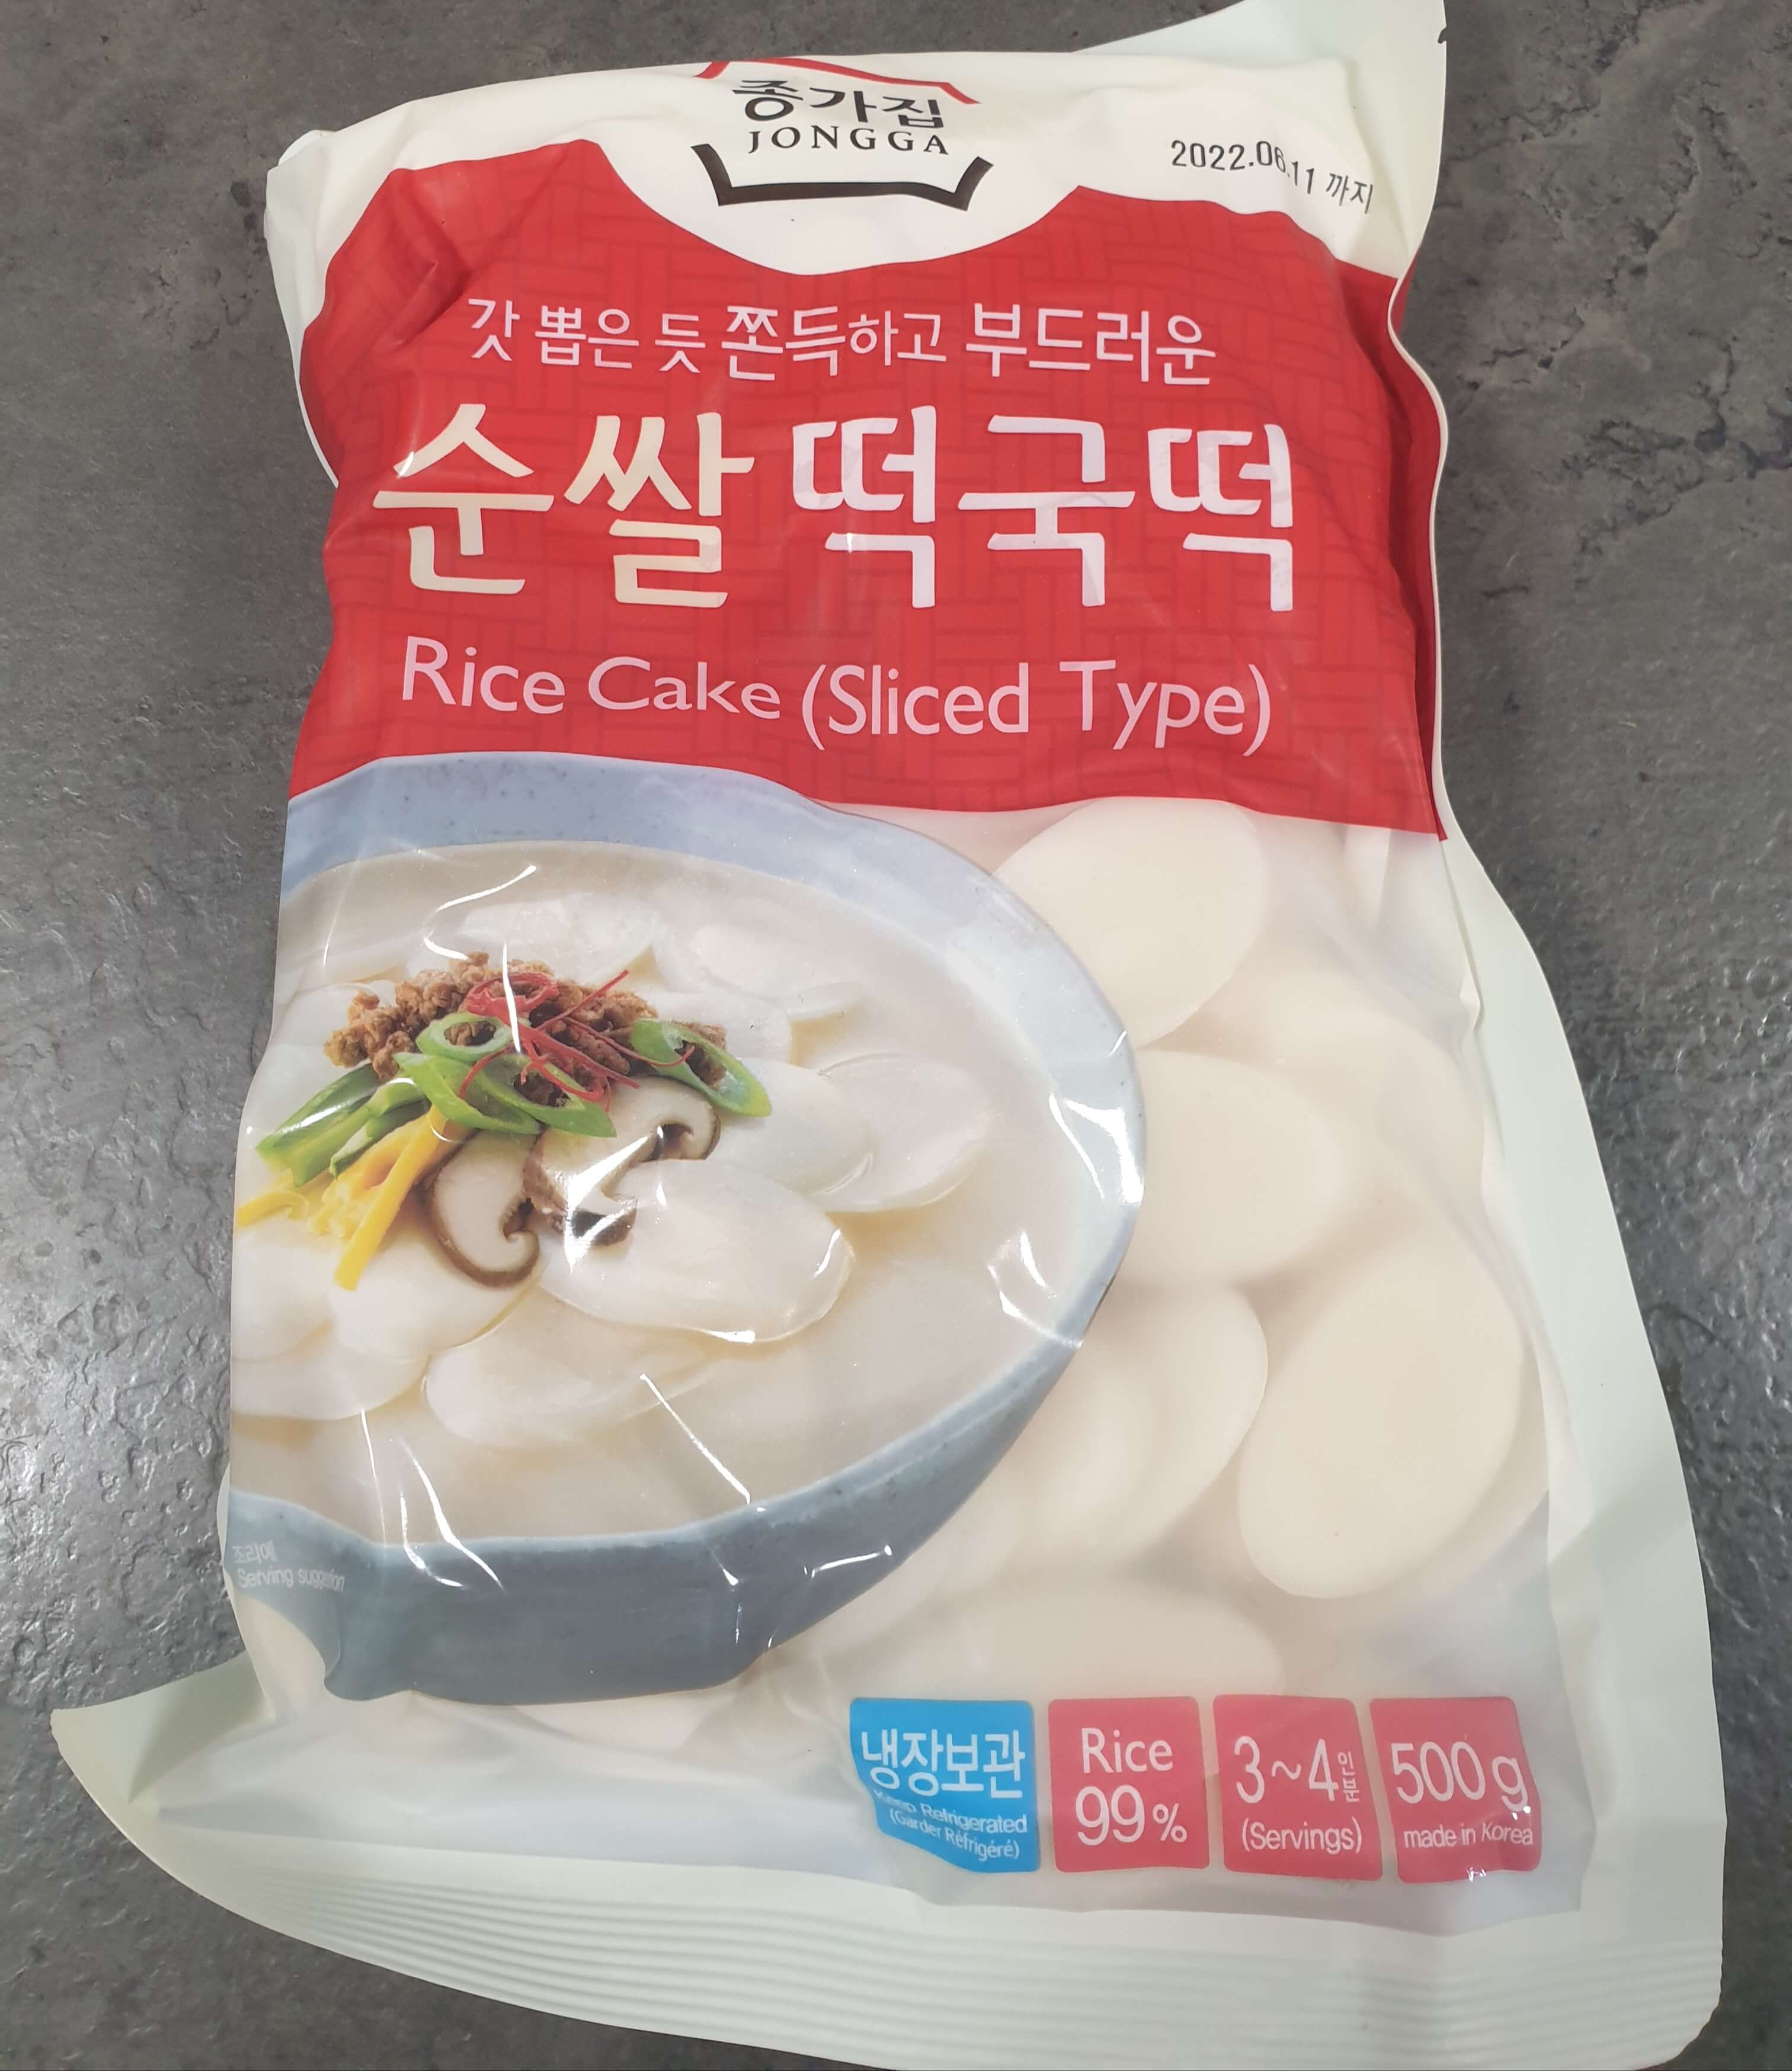 종가집
JONGGA
2022.06.11 까지
갓 뽑은 듯 쫀득하고 부드러운
순쌀 떡국떡
Rice Cake (Sliced Type)
조리예
Serving suggestion
냉장보관
Keep Refrigerated
(Garder Réfrigéré)
Rice
99%
3~4인분
(Servings)
500g
made in Korea